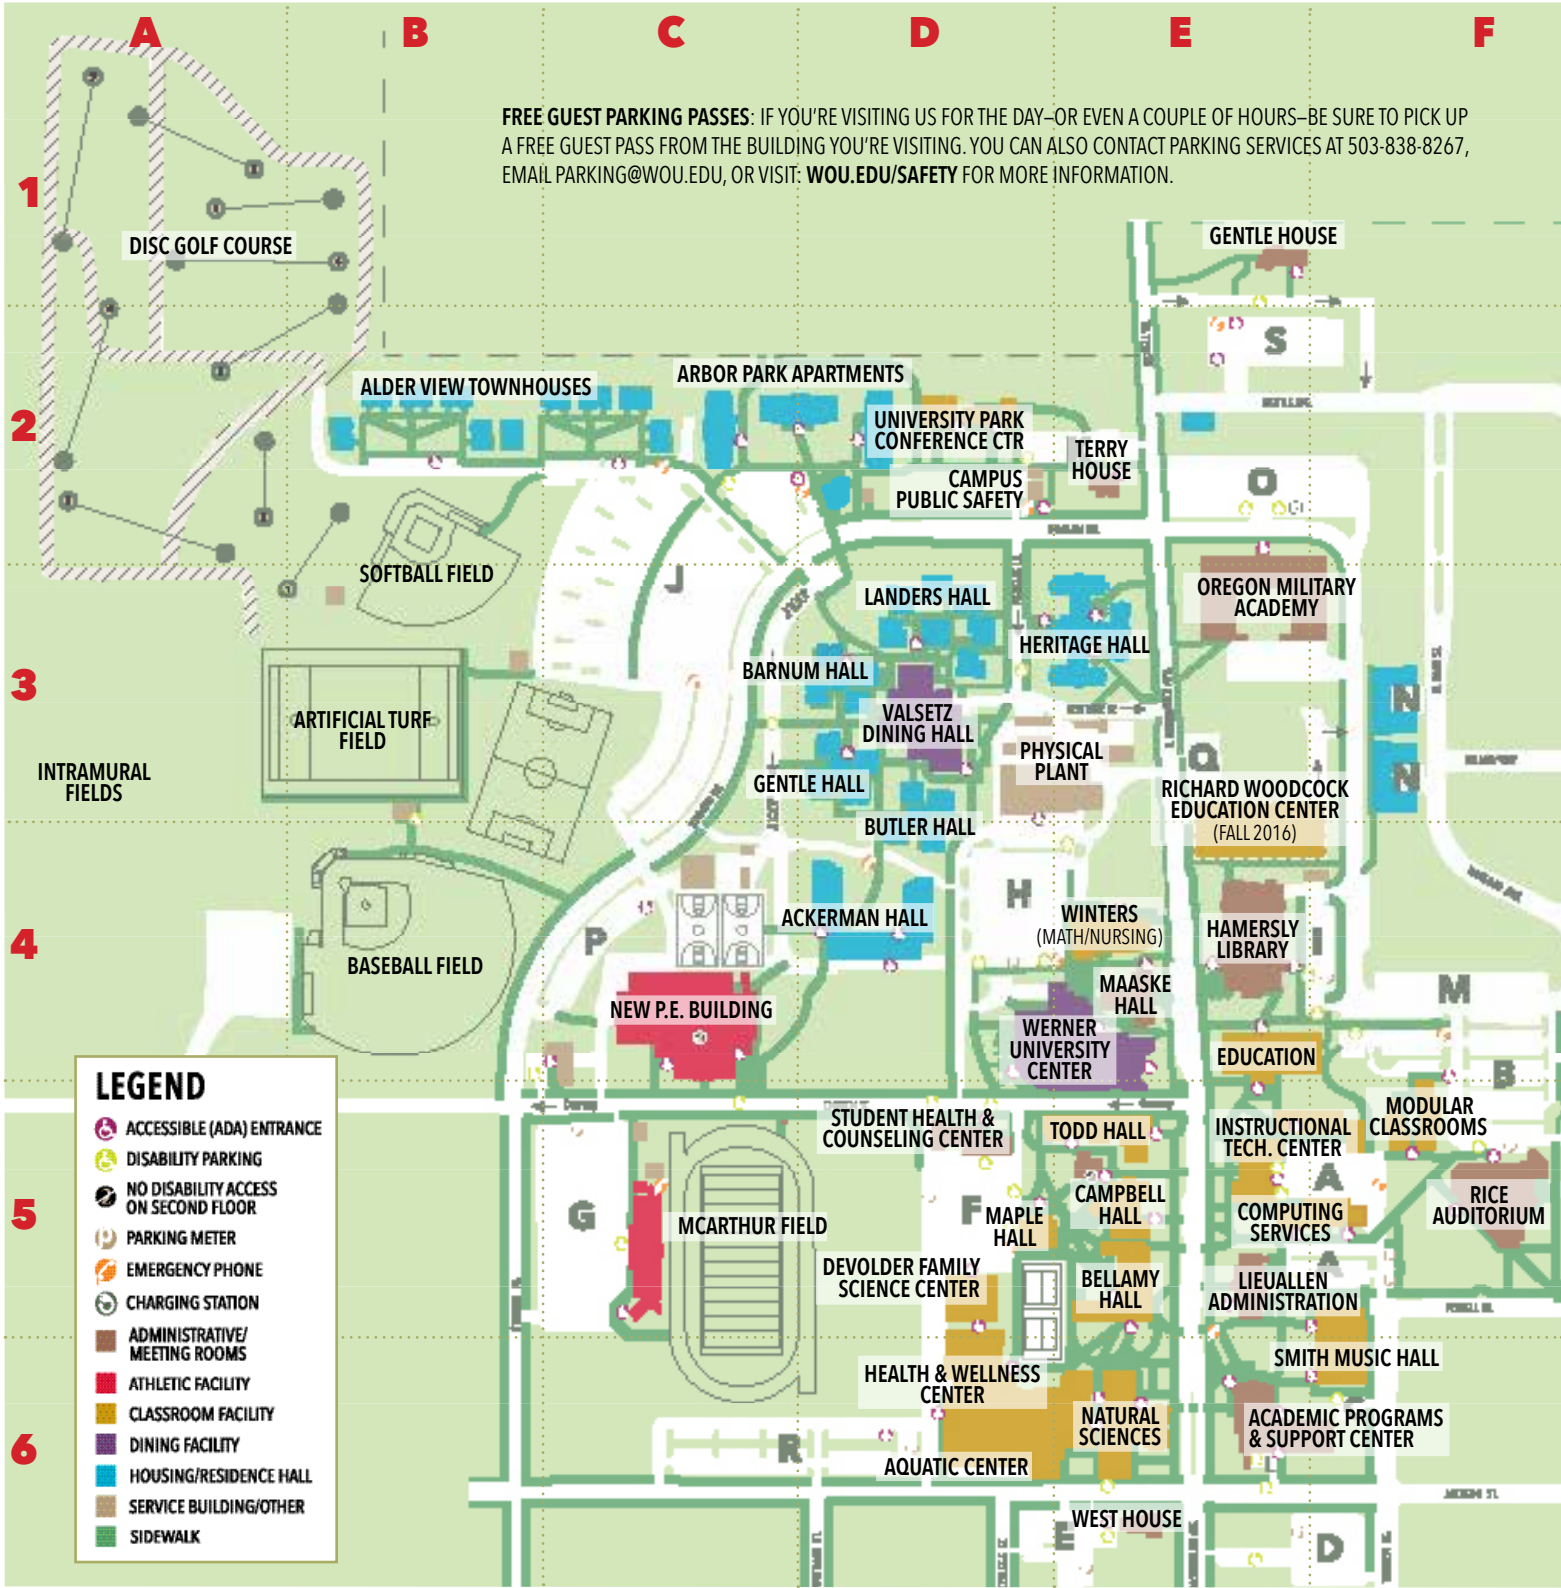 A
B
C
D
E
F
FREE GUEST PARKING PASSES: IF YOU'RE VISITING US FOR THE DAY–OR EVEN A COUPLE OF HOURS–BE SURE TO PICK UP
A FREE GUEST PASS FROM THE BUILDING YOU'RE VISITING. YOU CAN ALSO CONTACT PARKING SERVICES AT 503-838-8267,
EMAIL PARKING@WOU.EDU, OR VISIT: WOU.EDU/SAFETY FOR MORE INFORMATION.
1
DISC GOLF COURSE
GENTLE HOUSE
S
2
ALDER VIEW TOWNHOUSES
ARBOR PARK APARTMENTS
UNIVERSITY PARK
CONFERENCE CTR
TERRY
HOUSE
CAMPUS
PUBLIC SAFETY
O
SOFTBALL FIELD
J
LANDERS HALL
OREGON MILITARY
ACADEMY
HERITAGE HALL
3
BARNUM HALL
N
ARTIFICIAL TURF
FIELD
VALSETZ
DINING HALL
PHYSICAL
PLANT
Q
N
INTRAMURAL
FIELDS
GENTLE HALL
RICHARD WOODCOCK
EDUCATION CENTER
(FALL 2016)
BUTLER HALL
H
4
P
ACKERMAN HALL
WINTERS
(MATH/NURSING)
HAMERSLY
LIBRARY
I
BASEBALL FIELD
MAASKE
HALL
M
NEW P.E. BUILDING
WERNER
UNIVERSITY
CENTER
EDUCATION
B
LEGEND
ACCESSIBLE (ADA) ENTRANCE
DISABILITY PARKING
NO DISABILITY ACCESS
ON SECOND FLOOR
PARKING METER
EMERGENCY PHONE
CHARGING STATION
ADMINISTRATIVE/
MEETING ROOMS
ATHLETIC FACILITY
CLASSROOM FACILITY
DINING FACILITY
HOUSING/RESIDENCE HALL
SERVICE BUILDING/OTHER
SIDEWALK
STUDENT HEALTH &
COUNSELING CENTER
TODD HALL
INSTRUCTIONAL
TECH. CENTER
MODULAR
CLASSROOMS
5
G
MCARTHUR FIELD
F
MAPLE
HALL
CAMPBELL
HALL
A
COMPUTING
SERVICES
RICE
AUDITORIUM
DEVOLDER FAMILY
SCIENCE CENTER
BELLAMY
HALL
A
LIEUALLEN
ADMINISTRATION
SMITH MUSIC HALL
HEALTH & WELLNESS
CENTER
6
R
NATURAL
SCIENCES
ACADEMIC PROGRAMS
& SUPPORT CENTER
L
AQUATIC CENTER
WEST HOUSE
E
D